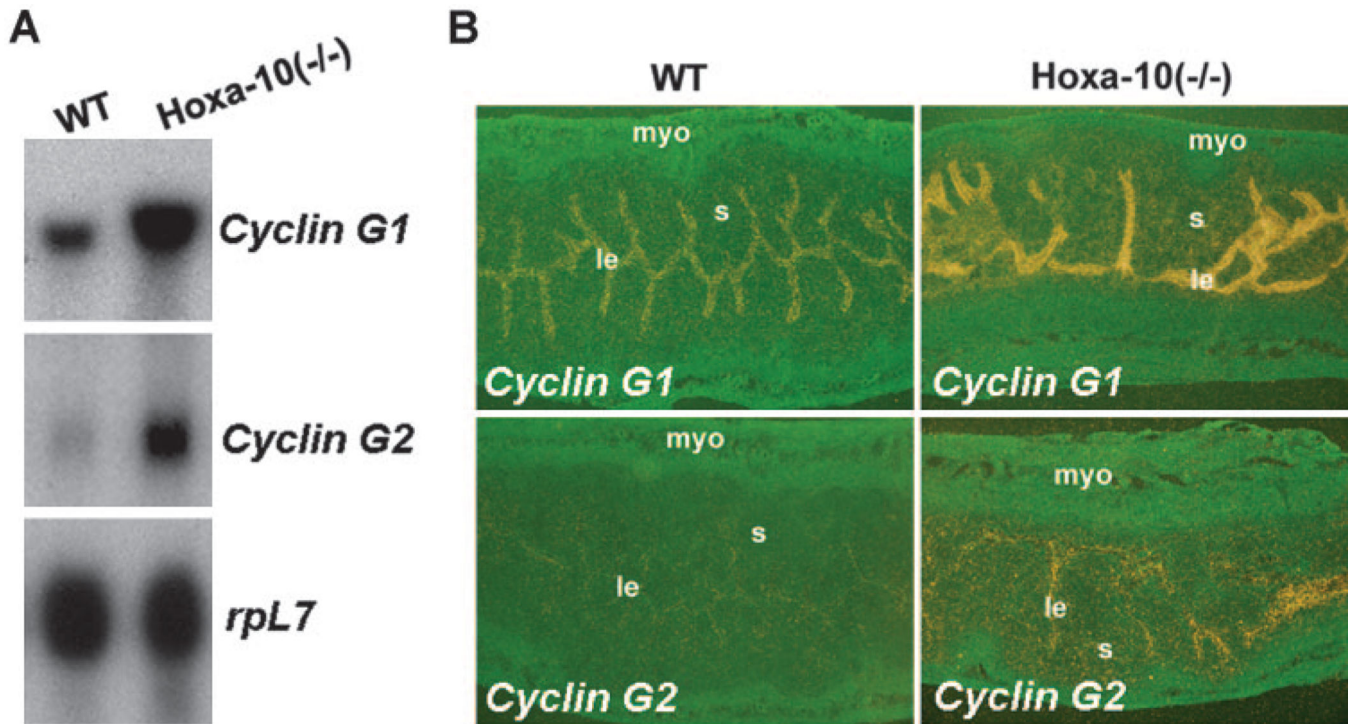 A
WT
Hoxa-10(-/-)
Cyclin G1
Cyclin G2
rpL7
B
WT
Hoxa-10(-/-)
myo
s
le
Cyclin G1
myo
s
le
Cyclin G1
myo
s
le
Cyclin G2
myo
le
s
Cyclin G2